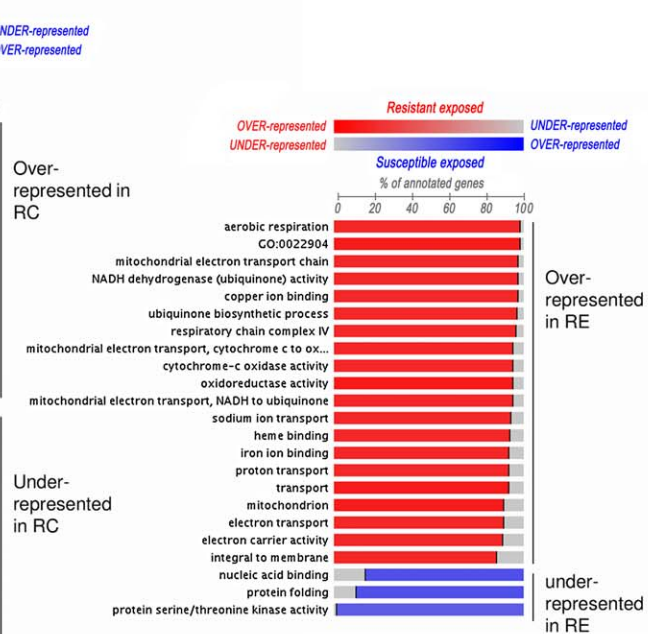 NDER-represented
VER-represented
Over-
represented in
RC
Under-
represented
in RC
Resistant exposed
OVER-represented UNDER-represented
UNDER-represented OVER-represented
Susceptible exposed
% of annotated genes
0 20 40 60 80 100
aerobic respiration
GO:0022904
mitochondrial electron transport chain
NADH dehydrogenase (ubiquinone) activity
copper ion binding
ubiquinone biosynthetic process
respiratory chain complex IV
mitochondrial electron transport, cytochrome c to ox...
cytochrome-c oxidase activity
oxidoreductase activity
mitochondrial electron transport, NADH to ubiquinone
sodium ion transport
heme binding
iron ion binding
proton transport
transport
mitochondrion
electron transport
electron carrier activity
integral to membrane
nucleic acid binding
protein folding
protein serine/threonine kinase activity
Over-
represented
in RE
under-
represented
in RE